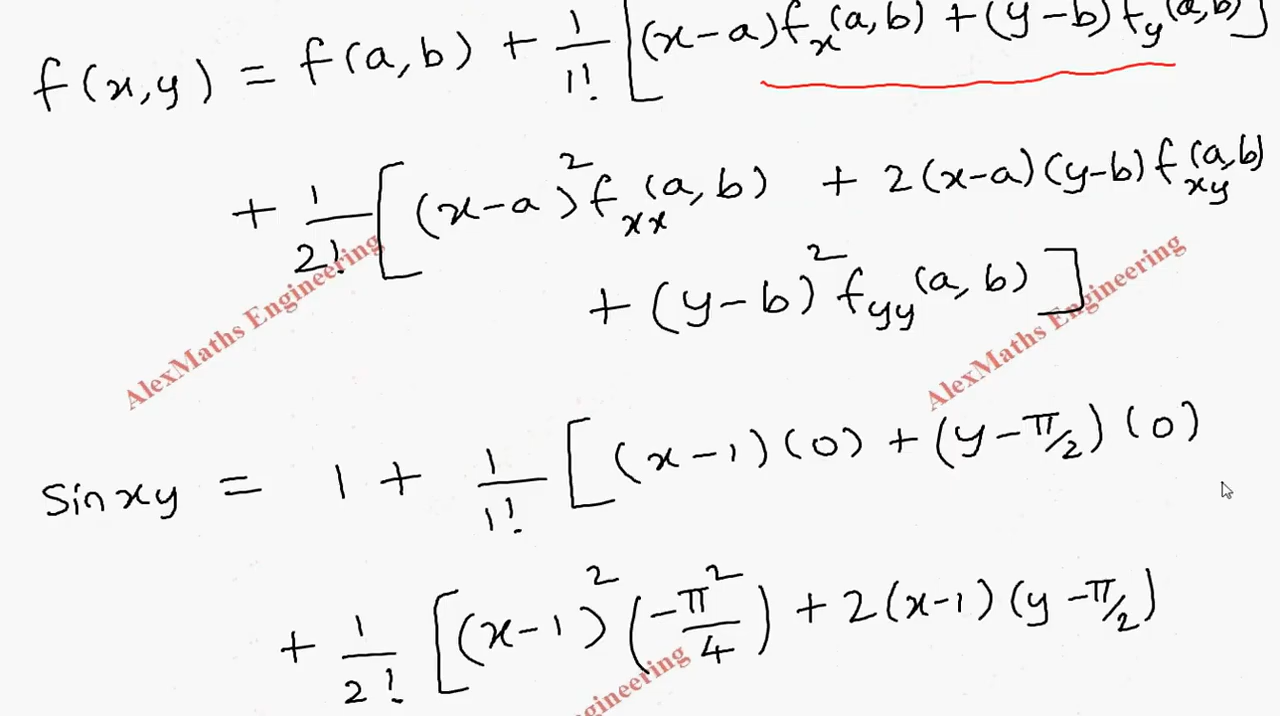 f(x,y) = f(a,b) + 1/1! [(x-a)f_x(a,b) + (y-b)f_y(a,b)]
+ 1/2! [(x-a)² f_xx(a,b) + 2(x-a)(y-b) f_xy(a,b)
+ (y-b)² f_yy(a,b)]
AlexMaths Engineering
AlexMaths Engineering
Sin xy = 1 + 1/1! [(x-1)(0) + (y-π/2)(0)
+ 1/2! [(x-1)² (-π²/4) + 2(x-1)(y-π/2)
gineering